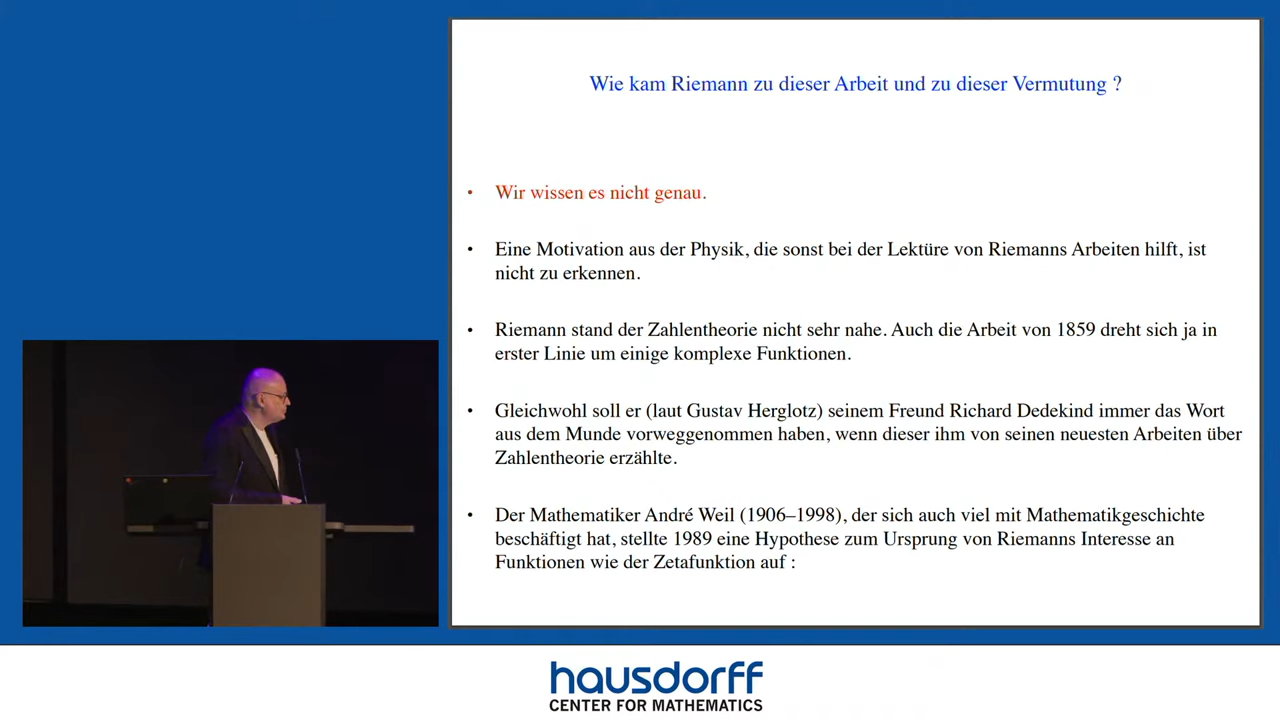 Wie kam Riemann zu dieser Arbeit und zu dieser Vermutung ?
• Wir wissen es nicht genau.
• Eine Motivation aus der Physik, die sonst bei der Lektüre von Riemanns Arbeiten hilft, ist
nicht zu erkennen.
• Riemann stand der Zahlentheorie nicht sehr nahe. Auch die Arbeit von 1859 dreht sich ja in
erster Linie um einige komplexe Funktionen.
• Gleichwohl soll er (laut Gustav Herglotz) seinem Freund Richard Dedekind immer das Wort
aus dem Munde vorweggenommen haben, wenn dieser ihm von seinen neuesten Arbeiten über
Zahlentheorie erzählte.
• Der Mathematiker André Weil (1906–1998), der sich auch viel mit Mathematikgeschichte
beschäftigt hat, stellte 1989 eine Hypothese zum Ursprung von Riemanns Interesse an
Funktionen wie der Zetafunktion auf :
hausdorff
CENTER FOR MATHEMATICS